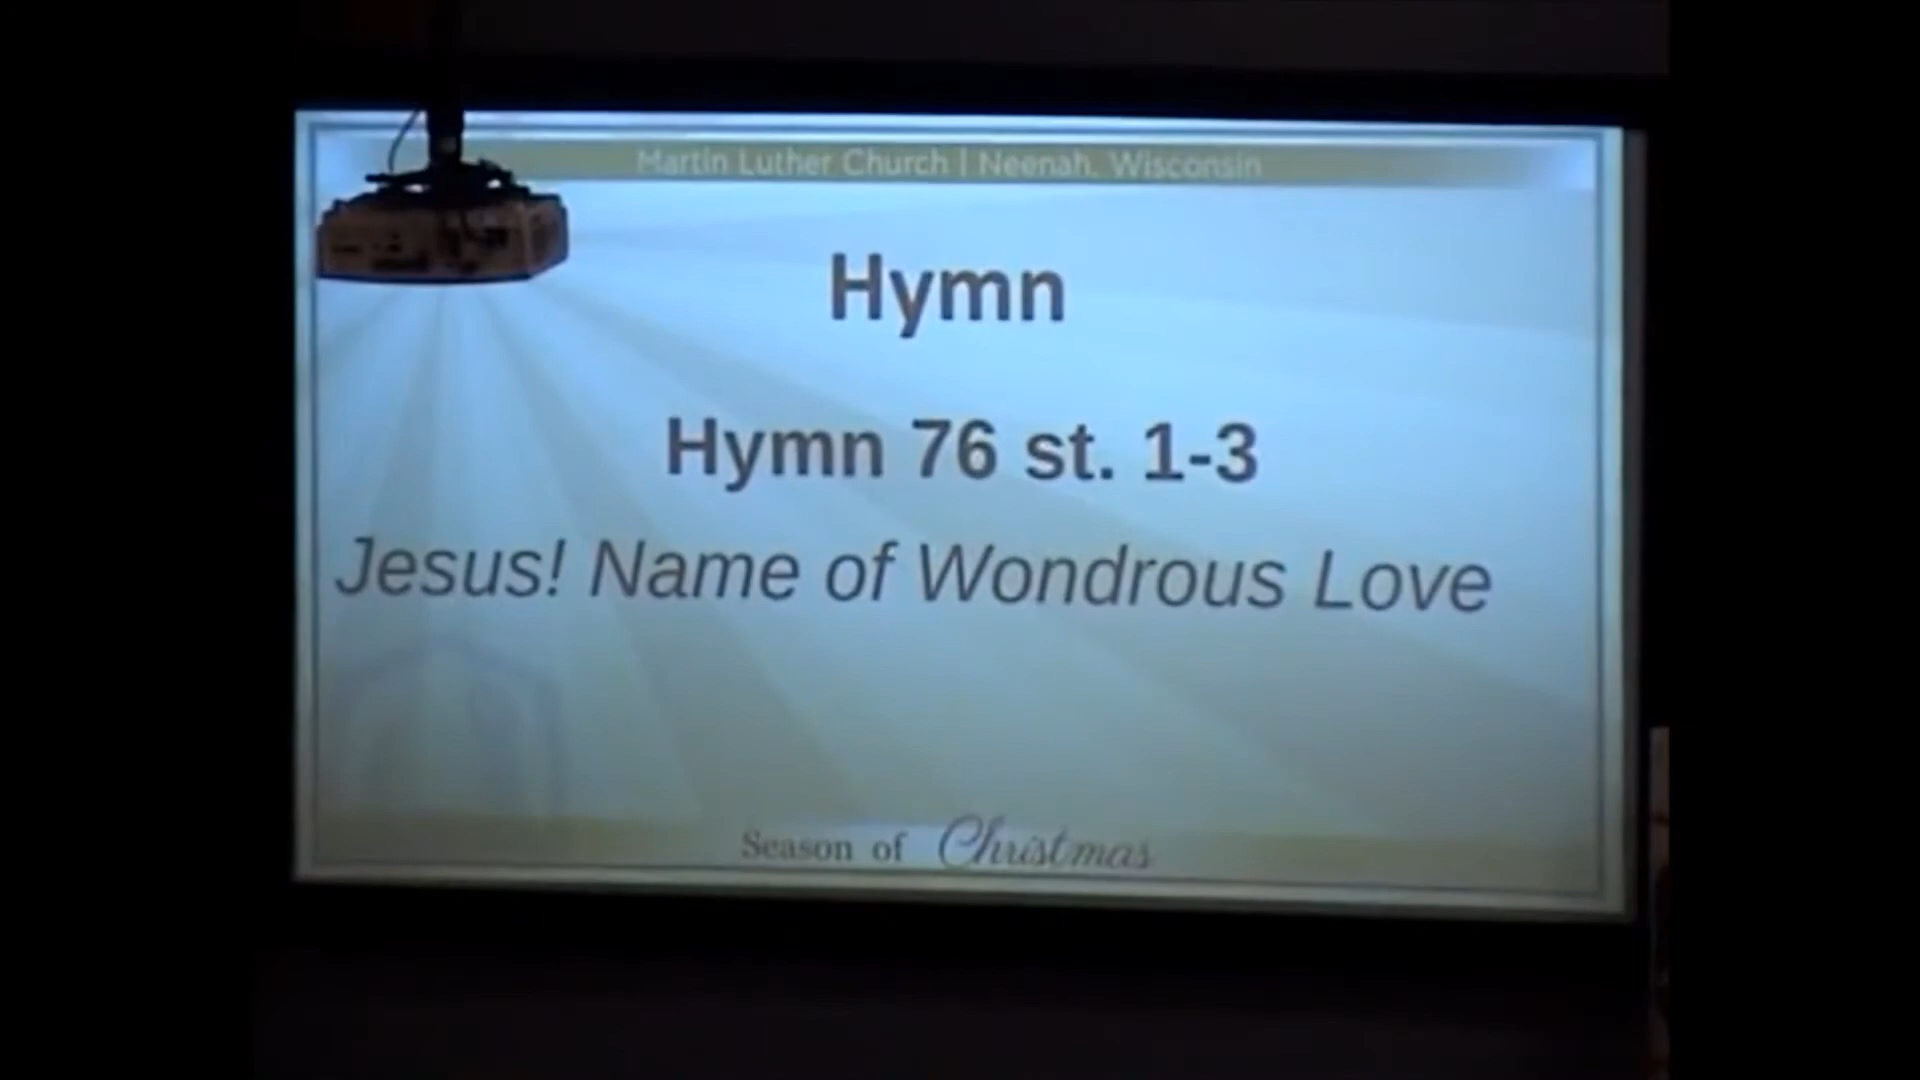 Martin Luther Church | Neenah, Wisconsin
Hymn
Hymn 76 st. 1-3
Jesus! Name of Wondrous Love
Season of Christmas